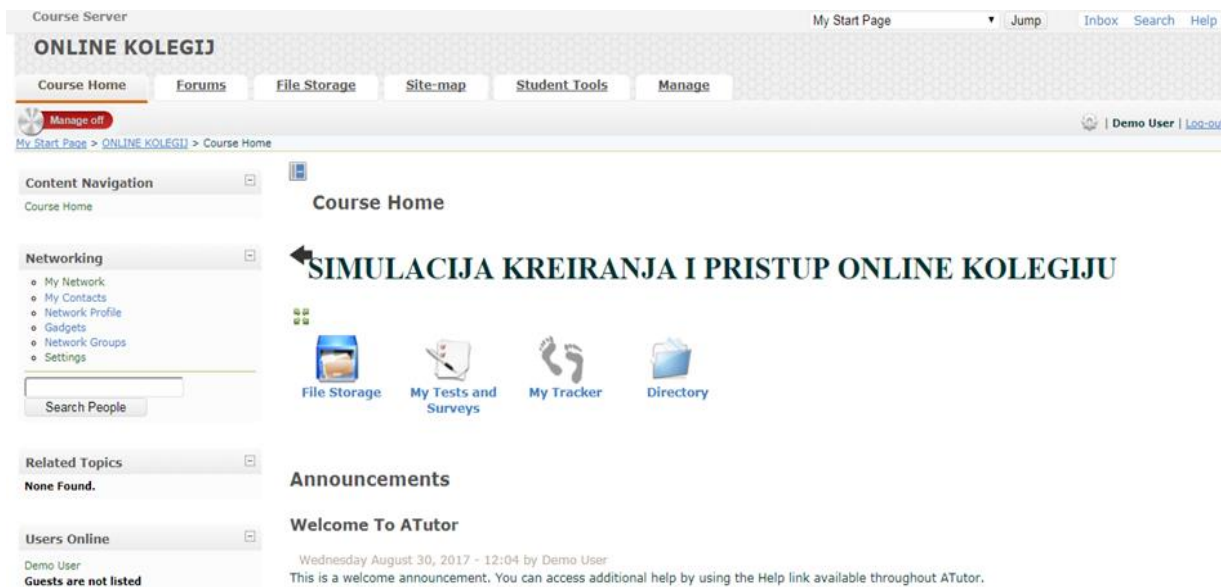 Course Server
My Start Page Jump Inbox Search Help
ONLINE KOLEGIJ
Course Home Forums File Storage Site-map Student Tools Manage
Manage off
| Demo User | Log-ou
My Start Page > ONLINE KOLEGIJ > Course Home
Content Navigation
Course Home
Networking
My Network
My Contacts
Network Profile
Gadgets
Network Groups
Settings
Search People
Related Topics
None Found.
Users Online
Demo User
Guests are not listed
Course Home
SIMULACIJA KREIRANJA I PRISTUP ONLINE KOLEGIJU
File Storage My Tests and My Tracker Directory
Surveys
Announcements
Welcome To ATutor
Wednesday August 30, 2017 - 12:04 by Demo User
This is a welcome announcement. You can access additional help by using the Help link available throughout ATutor.